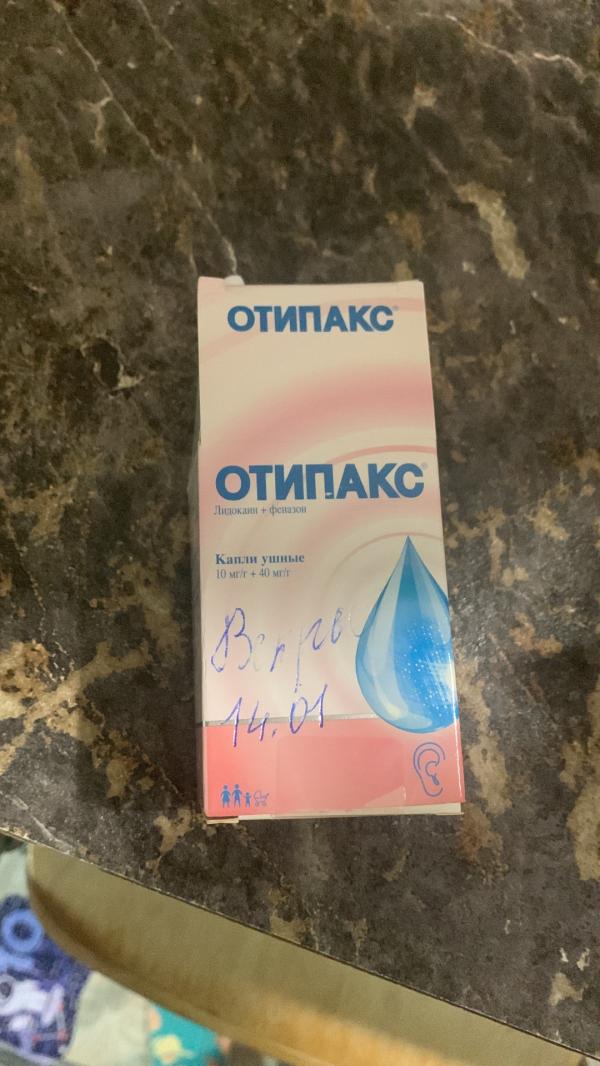 ОТИПАКС®
ОТИПАКС®
Лидокаин + феназон
Капли ушные
10 мг/г + 40 мг/г
14.01